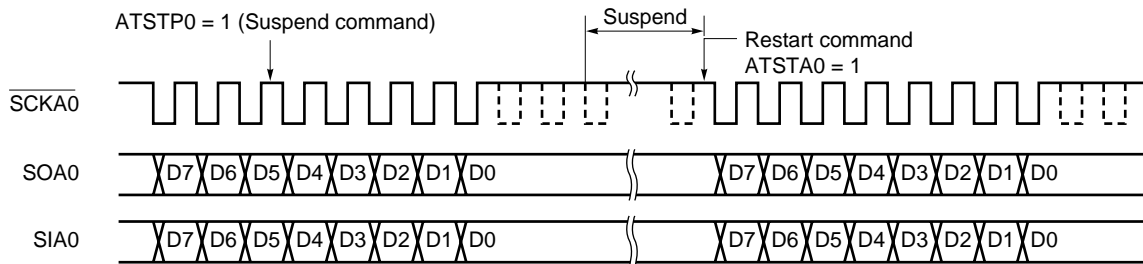 ATSTP0 = 1 (Suspend command)
Suspend
Restart command
ATSTA0 = 1
SCKA0
SOA0
D7 D6 D5 D4 D3 D2 D1 D0 D7 D6 D5 D4 D3 D2 D1 D0
SIA0
D7 D6 D5 D4 D3 D2 D1 D0 D7 D6 D5 D4 D3 D2 D1 D0